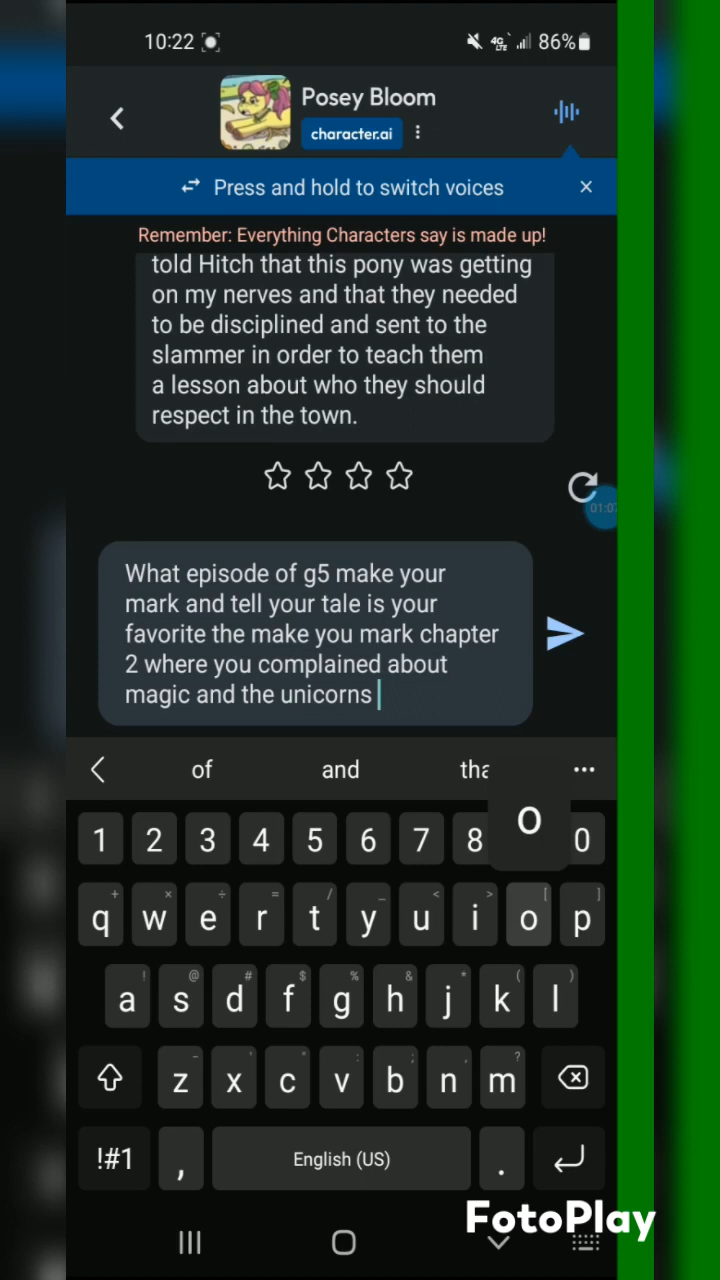 10:22
86%
Posey Bloom
character.ai
Press and hold to switch voices
Remember: Everything Characters say is made up!
told Hitch that this pony was getting
on my nerves and that they needed
to be disciplined and sent to the
slammer in order to teach them
a lesson about who they should
respect in the town.
01:07
What episode of g5 make your
mark and tell your tale is your
favorite the make you mark chapter
2 where you complained about
magic and the unicorns
of and tha
o
1 2 3 4 5 6 7 8 0
q w e r t y u i o p
a s d f g h j k l
z x c v b n m
!#1 , English (US) .
FotoPlay